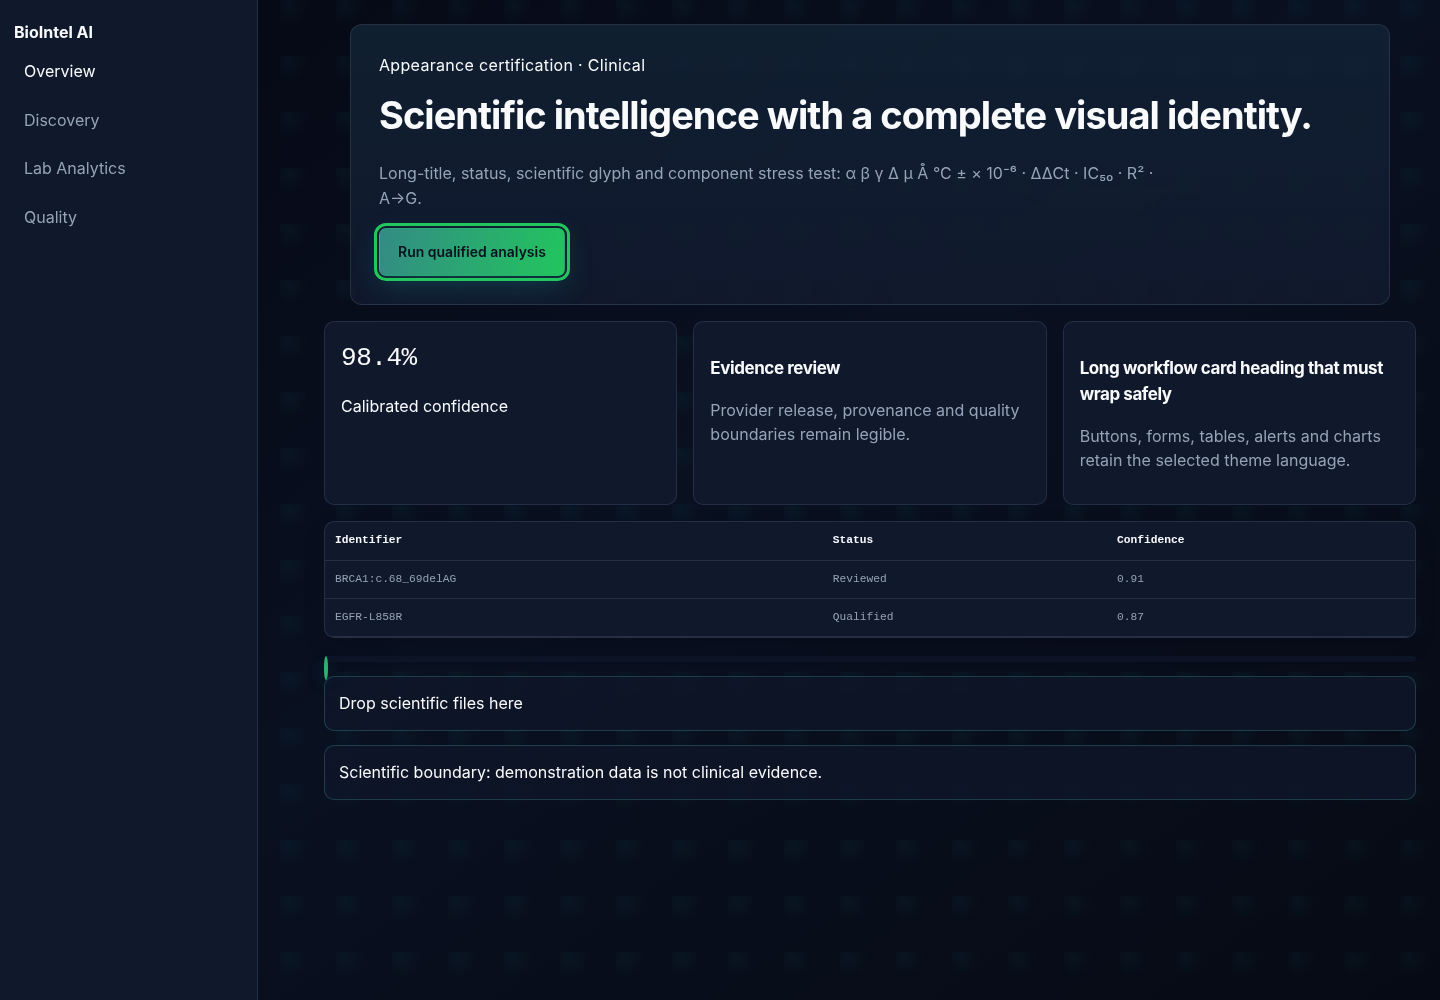 BioIntel AI
Overview
Discovery
Lab Analytics
Quality
Appearance certification · Clinical
Scientific intelligence with a complete visual identity.
Long-title, status, scientific glyph and component stress test: α β γ Δ μ Å °C ± × 10⁻⁶ · ΔΔCt · IC₅₀ · R² ·
A→G.
Run qualified analysis
98.4%
Calibrated confidence
Evidence review
Provider release, provenance and quality
boundaries remain legible.
Long workflow card heading that must
wrap safely
Buttons, forms, tables, alerts and charts
retain the selected theme language.
Identifier Status Confidence
BRCA1:c.68_69delAG Reviewed 0.91
EGFR-L858R Qualified 0.87
Drop scientific files here
Scientific boundary: demonstration data is not clinical evidence.